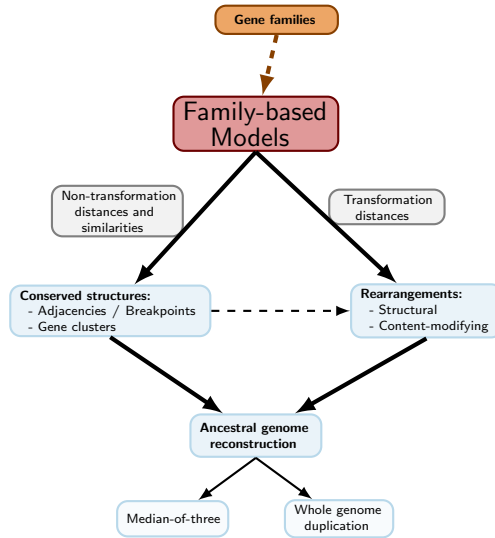 Gene families
Family-based
Models
Non-transformation
distances and
similarities
Transformation
distances
Conserved structures:
- Adjacencies / Breakpoints
- Gene clusters
Rearrangements:
- Structural
- Content-modifying
Ancestral genome
reconstruction
Median-of-three
Whole genome
duplication